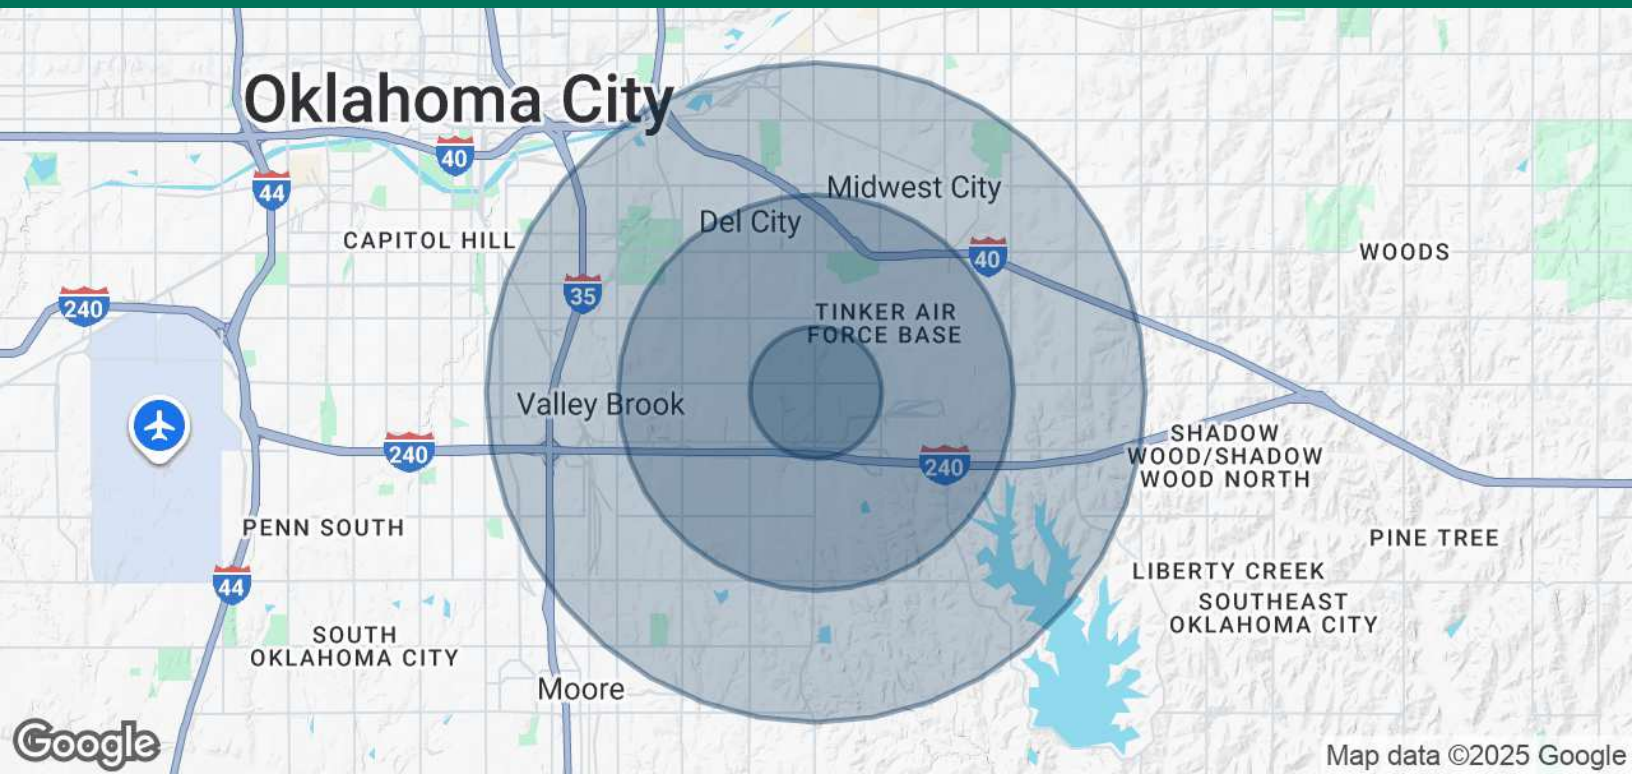 Oklahoma City
40
44
Midwest City
Del City
CAPITOL HILL
WOODS
40
35
240
TINKER AIR
FORCE BASE
Valley Brook
240
240
SHADOW
WOOD/SHADOW
WOOD NORTH
PENN SOUTH
PINE TREE
44
LIBERTY CREEK
SOUTHEAST
OKLAHOMA CITY
SOUTH
OKLAHOMA CITY
Moore
Google
Map data ©2025 Google